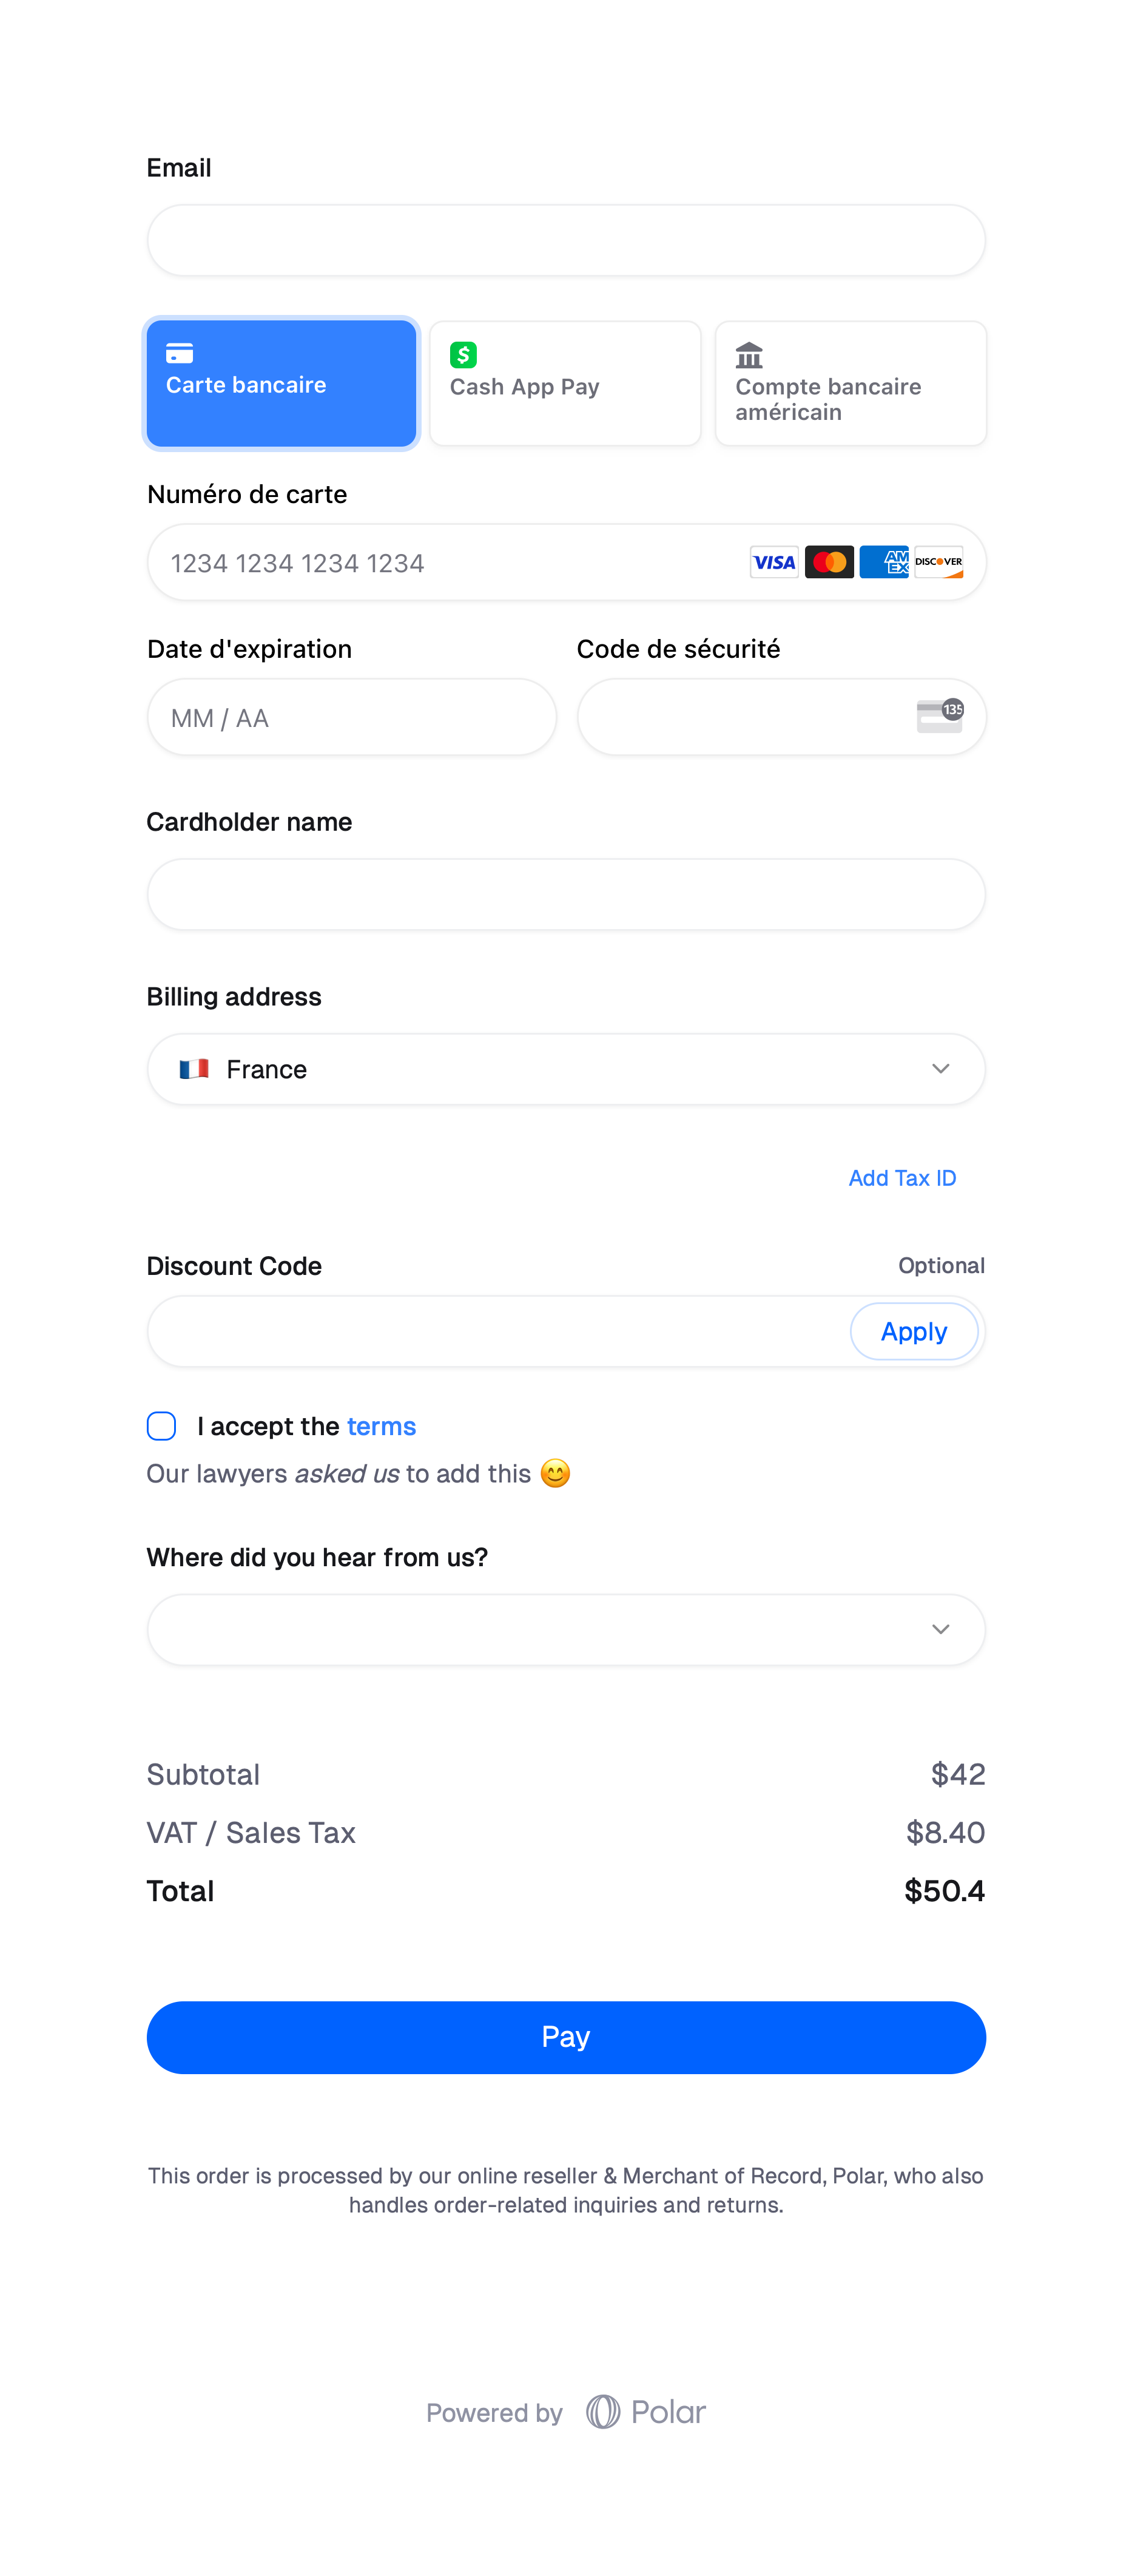 Email
Carte bancaire
Cash App Pay
Compte bancaire
américain
Numéro de carte
1234 1234 1234 1234
VISA
AM
EX
DISCOVER
Date d'expiration
Code de sécurité
MM / AA
135
Cardholder name
Billing address
France
Add Tax ID
Discount Code
Optional
Apply
I accept the terms
Our lawyers asked us to add this 😊
Where did you hear from us?
Subtotal
$42
VAT / Sales Tax
$8.40
Total
$50.4
Pay
This order is processed by our online reseller & Merchant of Record, Polar, who also
handles order-related inquiries and returns.
Powered by Polar